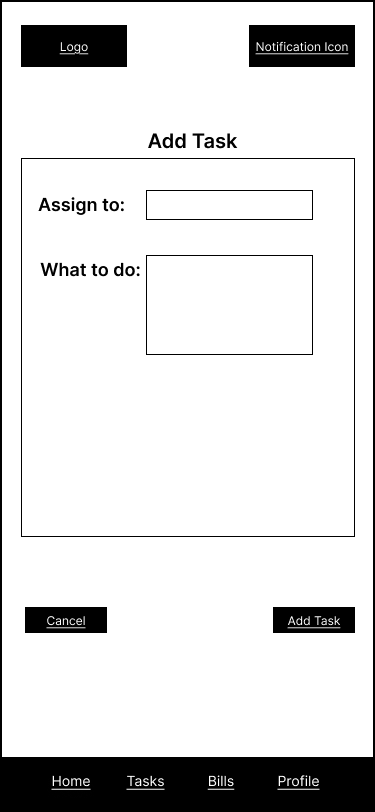 Logo
Notification Icon
Add Task
Assign to:
What to do:
Cancel
Add Task
Home
Tasks
Bills
Profile